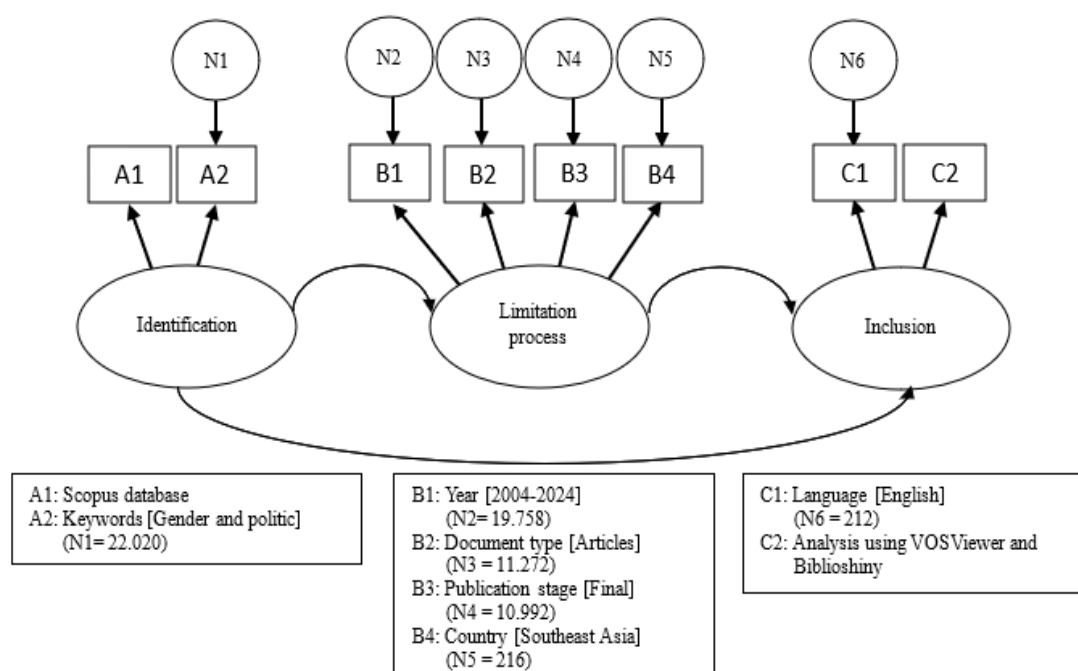 N1
N2
N3
N4
N5
N6
A1
A2
B1
B2
B3
B4
C1
C2
Identification
Limitation
process
Inclusion
A1: Scopus database
A2: Keywords [Gender and politic]
(N1= 22.020)
B1: Year [2004-2024]
(N2= 19.758)
B2: Document type [Articles]
(N3 = 11.272)
B3: Publication stage [Final]
(N4 = 10.992)
B4: Country [Southeast Asia]
(N5 = 216)
C1: Language [English]
(N6 = 212)
C2: Analysis using VOSViewer and
Biblioshiny